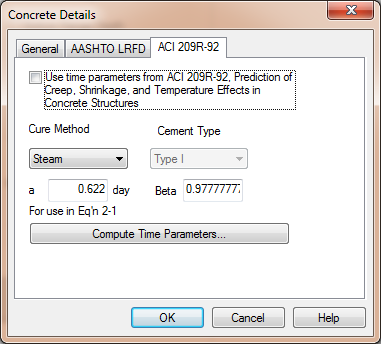 Concrete Details
General AASHTO LRFD ACI 209R-92
Use time parameters from ACI 209R-92, Prediction of
Creep, Shrinkage, and Temperature Effects in
Concrete Structures
Cure Method Cement Type
Steam Type I
a 0.622 day Beta 0.97777777
For use in Eq'n 2-1
Compute Time Parameters...
OK Cancel Help